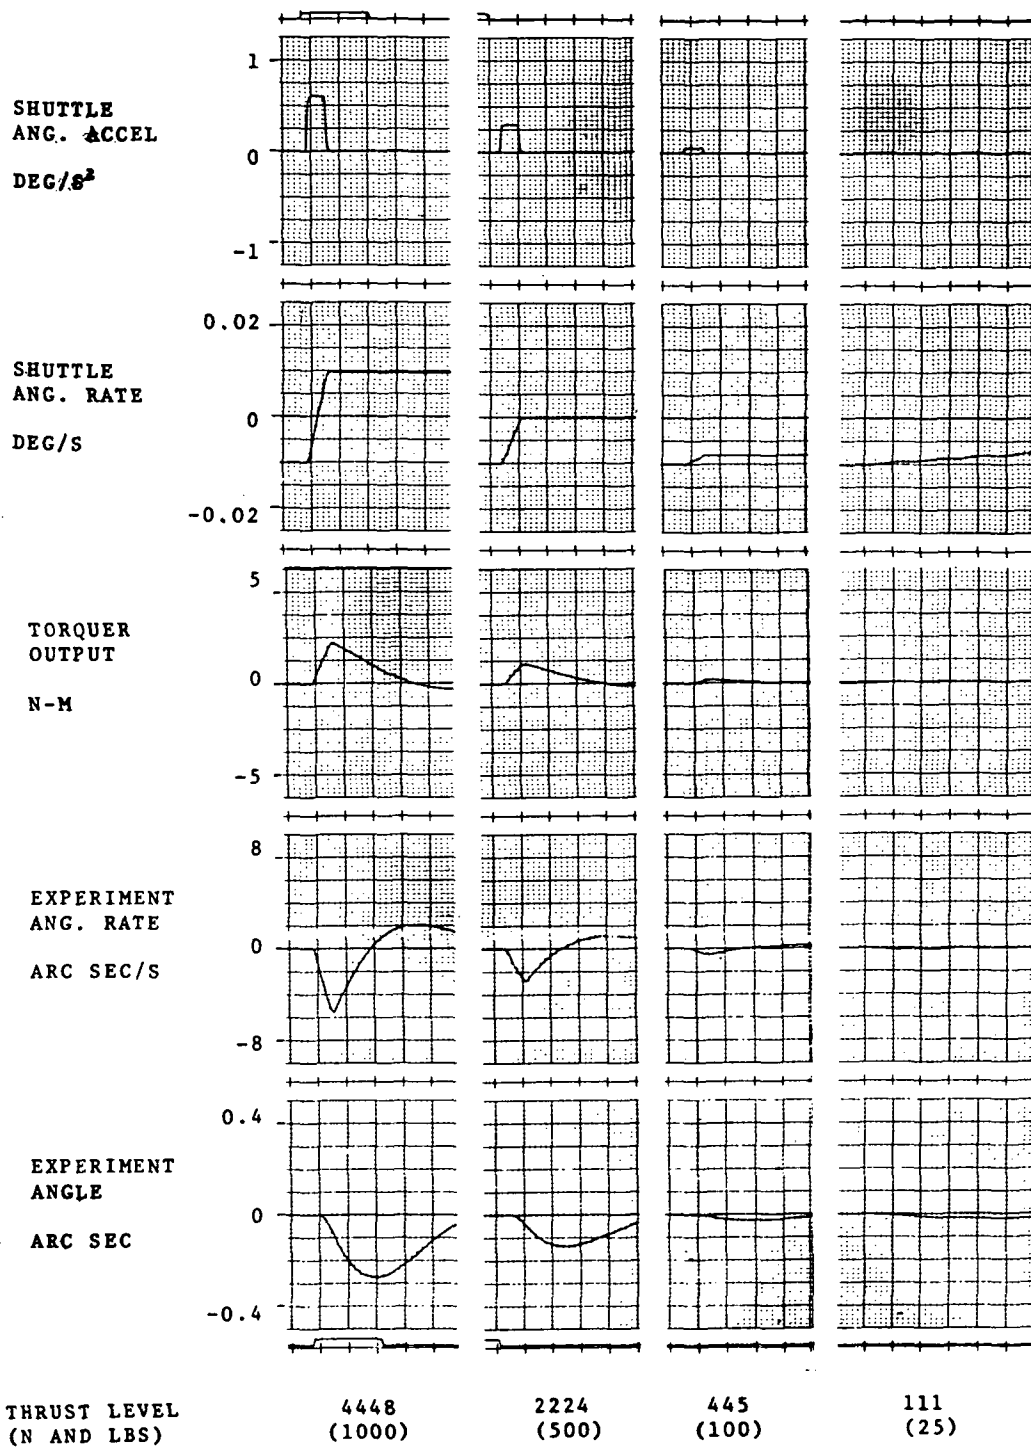 1
SHUTTLE
ANG. ACCEL
0
DEG/S²
-1
0.02
SHUTTLE
ANG. RATE
0
DEG/S
-0.02
5
TORQUER
OUTPUT
0
N-M
-5
8
EXPERIMENT
ANG. RATE
0
ARC SEC/S
-8
0.4
EXPERIMENT
ANGLE
0
ARC SEC
-0.4
THRUST LEVEL 4448 2224 445 111
(N AND LBS) (1000) (500) (100) (25)